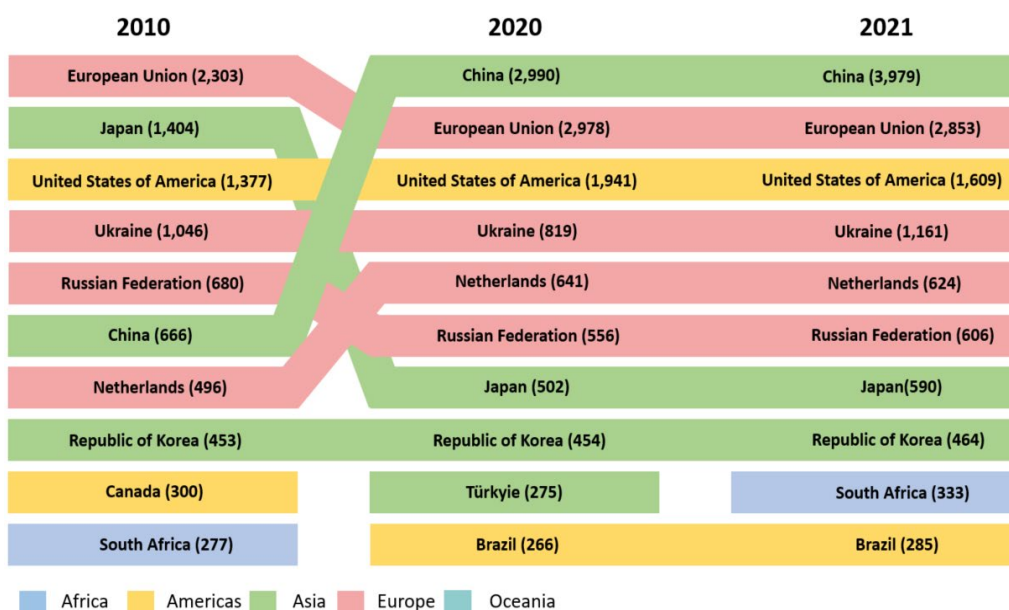 2010 2020 2021
European Union (2,303) China (2,990) China (3,979)
Japan (1,404) European Union (2,978) European Union (2,853)
United States of America (1,377) United States of America (1,941) United States of America (1,609)
Ukraine (1,046) Ukraine (819) Ukraine (1,161)
Russian Federation (680) Netherlands (641) Netherlands (624)
China (666) Russian Federation (556) Russian Federation (606)
Netherlands (496) Japan (502) Japan(590)
Republic of Korea (453) Republic of Korea (454) Republic of Korea (464)
Canada (300) Türkyie (275) South Africa (333)
South Africa (277) Brazil (266) Brazil (285)
Africa Americas Asia Europe Oceania